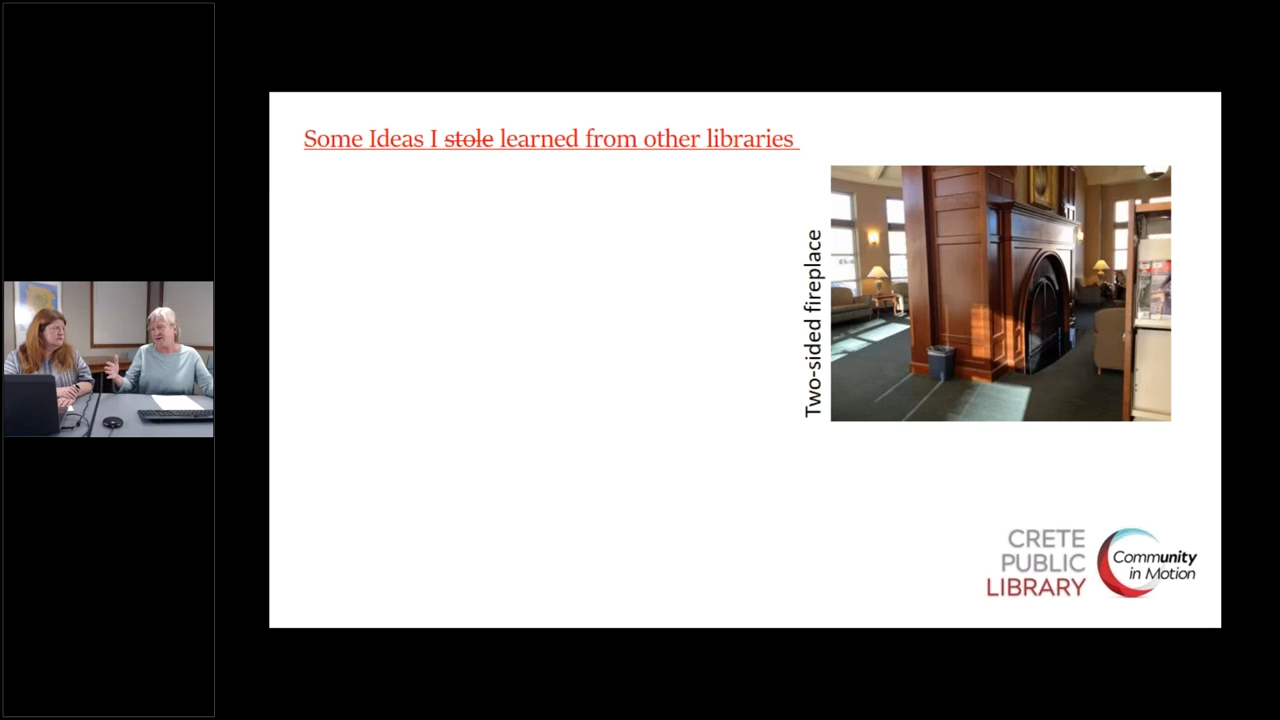 Some Ideas I stole learned from other libraries
Two-sided fireplace
CRETE
PUBLIC
LIBRARY
Community
in Motion